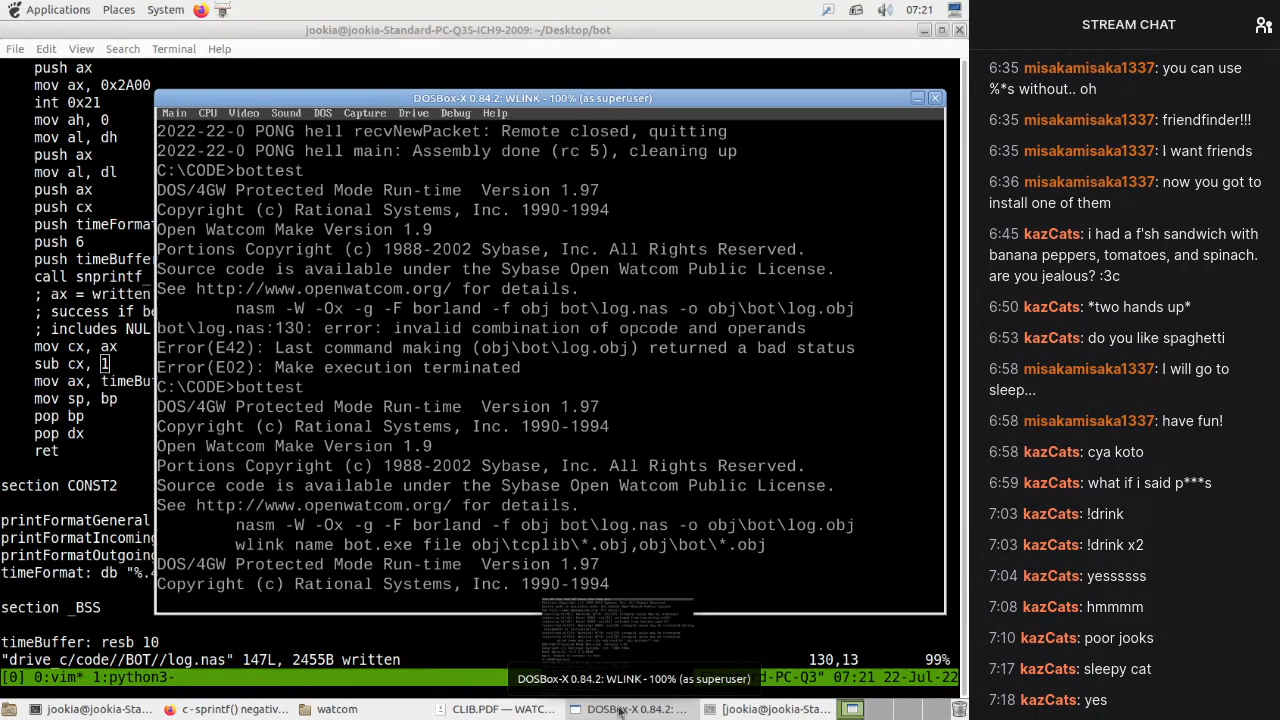 Applications Places System 07:21
jookia@jookia-Standard-PC-Q35-ICH9-2009: ~/Desktop/bot
File Edit View Search Terminal Help
push ax
mov ax, 0x2A00
int 0x21
mov ah, 0
mov al, dh
push ax
mov al, dl
push ax
push cx
push timeFormat
push 6
push timeBuffe
call snprintf_
; ax = written
; success if be
; includes NUL
mov cx, ax
sub cx, 1
mov ax, timeBu
mov sp, bp
pop bp
pop dx
ret
section CONST2
printFormatGeneral
printFormatIncoming
printFormatOutgoing
timeFormat: db "%.4
section _BSS
timeBuffer: resb 10
"drive_c/code/BOT/log.nas" 147L, 2555B written 130,13 99%
[0] 0:vim* 1:python3- rd-PC-Q3" 07:21 22-Jul-22
DOSBox-X 0.84.2: WLINK - 100% (as superuser)
Main CPU Video Sound DOS Capture Drive Debug Help
2022-22-0 PONG hell recvNewPacket: Remote closed, quitting
2022-22-0 PONG hell main: Assembly done (rc 5), cleaning up
C:\CODE>bottest
DOS/4GW Protected Mode Run-time  Version 1.97
Copyright (c) Rational Systems, Inc. 1990-1994
Open Watcom Make Version 1.9
Portions Copyright (c) 1988-2002 Sybase, Inc. All Rights Reserved.
Source code is available under the Sybase Open Watcom Public License.
See http://www.openwatcom.org/ for details.
nasm -W -Ox -g -F borland -f obj bot\log.nas -o obj\bot\log.obj
bot\log.nas:130: error: invalid combination of opcode and operands
Error(E42): Last command making (obj\bot\log.obj) returned a bad status
Error(E02): Make execution terminated
C:\CODE>bottest
DOS/4GW Protected Mode Run-time  Version 1.97
Copyright (c) Rational Systems, Inc. 1990-1994
Open Watcom Make Version 1.9
Portions Copyright (c) 1988-2002 Sybase, Inc. All Rights Reserved.
Source code is available under the Sybase Open Watcom Public License.
See http://www.openwatcom.org/ for details.
nasm -W -Ox -g -F borland -f obj bot\log.nas -o obj\bot\log.obj
wlink name bot.exe file obj\tcplib\*.obj,obj\bot\*.obj
DOS/4GW Protected Mode Run-time  Version 1.97
Copyright (c) Rational Systems, Inc. 1990-1994
DOSBox-X 0.84.2: WLINK - 100% (as superuser)
jookia@jookia-Sta... c - sprintf() negat... watcom CLIB.PDF — WATC... DOSBox-X 0.84.2: ... [jookia@jookia-Sta...
STREAM CHAT
6:35 misakamisaka1337: you can use
%*s without.. oh
6:35 misakamisaka1337: friendfinder!!!
6:35 misakamisaka1337: I want friends
6:36 misakamisaka1337: now you got to
install one of them
6:45 kazCats: i had a f'sh sandwich with
banana peppers, tomatoes, and spinach.
are you jealous? :3c
6:50 kazCats: *two hands up*
6:53 kazCats: do you like spaghetti
6:58 misakamisaka1337: I will go to
sleep...
6:58 misakamisaka1337: have fun!
6:58 kazCats: cya koto
6:59 kazCats: what if i said p***s
7:03 kazCats: !drink
7:03 kazCats: !drink x2
7:04 kazCats: yessssss
7:08 kazCats: hmmmm
7:16 kazCats: poor jooks
7:17 kazCats: sleepy cat
7:18 kazCats: yes